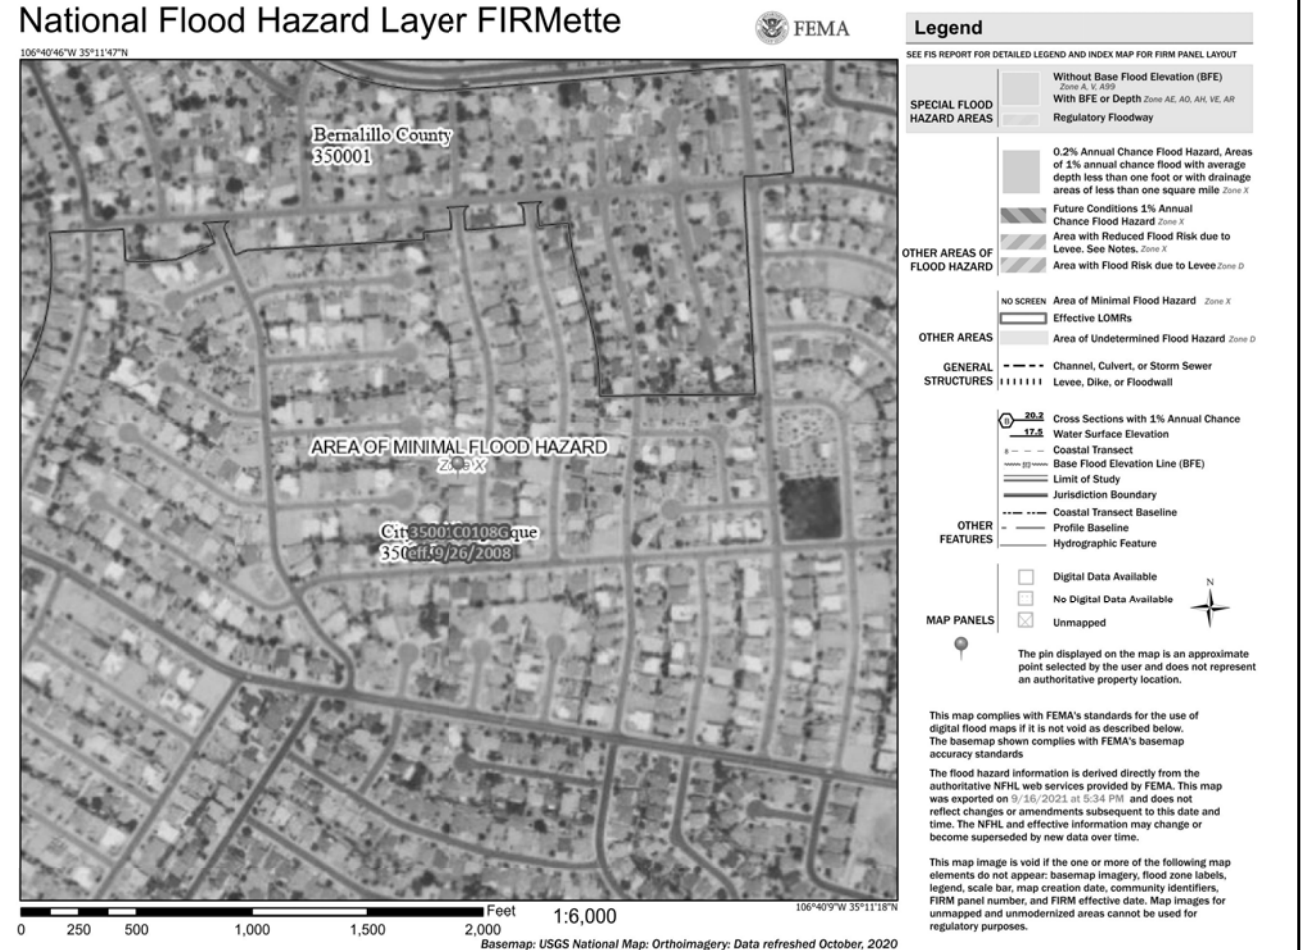 National Flood Hazard Layer FIRMette
FEMA
106°40'46"W 35°11'47"N
Bernalillo County
350001
AREA OF MINIMAL FLOOD HAZARD
Zone X
35001C0108G
eff. 9/26/2008
106°40'9"W 35°11'18"N
Feet
1:6,000
0 250 500 1,000 1,500 2,000
Basemap: USGS National Map: Orthoimagery: Data refreshed October, 2020
Legend
SEE FIS REPORT FOR DETAILED LEGEND AND INDEX MAP FOR FIRM PANEL LAYOUT
SPECIAL FLOOD
HAZARD AREAS
Without Base Flood Elevation (BFE)
Zone A, V, A99
With BFE or Depth Zone AE, AO, AH, VE, AR
Regulatory Floodway
OTHER AREAS OF
FLOOD HAZARD
0.2% Annual Chance Flood Hazard, Areas
of 1% annual chance flood with average
depth less than one foot or with drainage
areas of less than one square mile Zone X
Future Conditions 1% Annual
Chance Flood Hazard Zone X
Area with Reduced Flood Risk due to
Levee. See Notes. Zone X
Area with Flood Risk due to Levee Zone D
OTHER AREAS
NO SCREEN Area of Minimal Flood Hazard Zone X
Effective LOMRs
Area of Undetermined Flood Hazard Zone D
GENERAL
STRUCTURES
Channel, Culvert, or Storm Sewer
Levee, Dike, or Floodwall
OTHER
FEATURES
20.2 Cross Sections with 1% Annual Chance
17.5 Water Surface Elevation
Coastal Transect
Base Flood Elevation Line (BFE)
Limit of Study
Jurisdiction Boundary
Coastal Transect Baseline
Profile Baseline
Hydrographic Feature
MAP PANELS
Digital Data Available
No Digital Data Available
Unmapped
N
The pin displayed on the map is an approximate
point selected by the user and does not represent
an authoritative property location.
This map complies with FEMA's standards for the use of
digital flood maps if it is not void as described below.
The basemap shown complies with FEMA's basemap
accuracy standards
The flood hazard information is derived directly from the
authoritative NFHL web services provided by FEMA. This map
was exported on 9/16/2021 at 5:34 PM and does not
reflect changes or amendments subsequent to this date and
time. The NFHL and effective information may change or
become superseded by new data over time.
This map image is void if the one or more of the following map
elements do not appear: basemap imagery, flood zone labels,
legend, scale bar, map creation date, community identifiers,
FIRM panel number, and FIRM effective date. Map images for
unmapped and unmodernized areas cannot be used for
regulatory purposes.